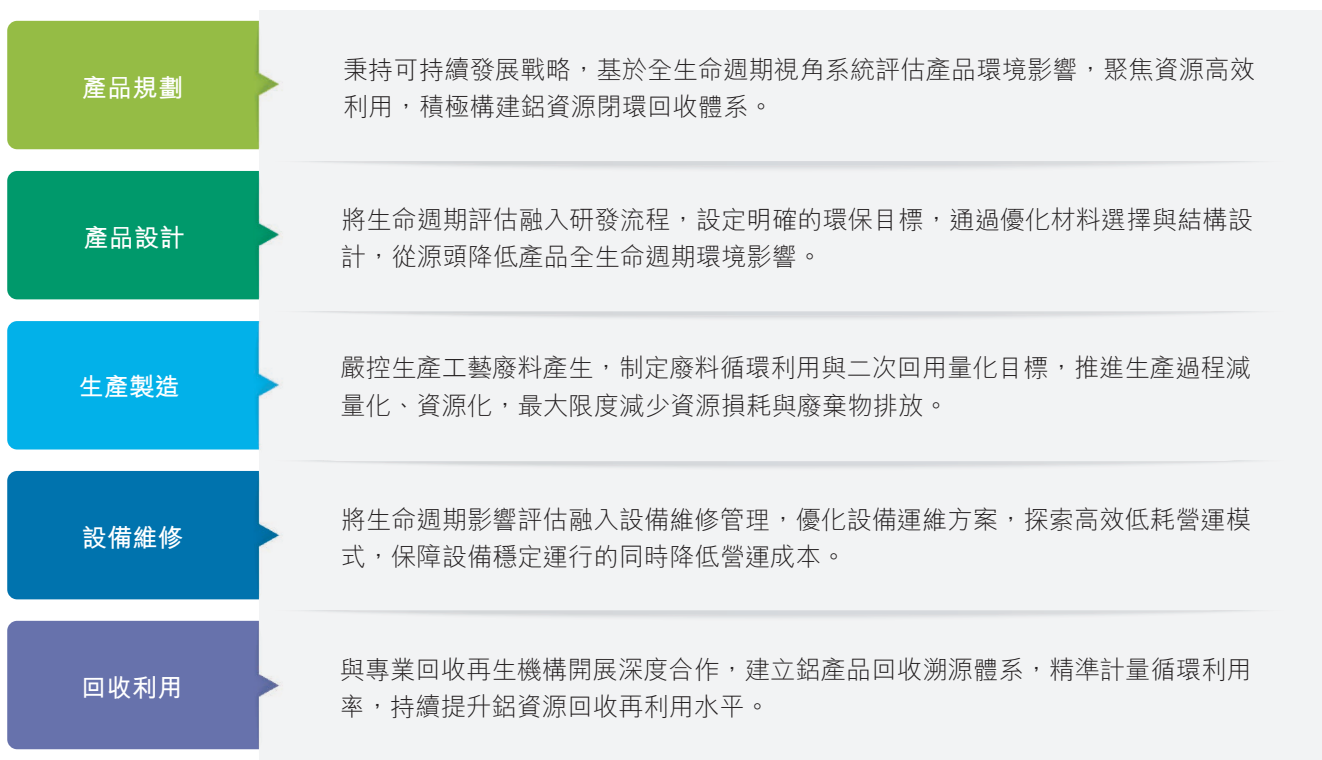 產品規劃
秉持可持續發展戰略，基於全生命週期視角系統評估產品環境影響，聚焦資源高效
利用，積極構建鋁資源閉環回收體系。
產品設計
將生命週期評估融入研發流程，設定明確的環保目標，通過優化材料選擇與結構設
計，從源頭降低產品全生命週期環境影響。
生產製造
嚴控生產工藝廢料產生，制定廢料循環利用與二次回用量化目標，推進生產過程減
量化、資源化，最大限度減少資源損耗與廢棄物排放。
設備維修
將生命週期影響評估融入設備維修管理，優化設備運維方案，探索高效低耗營運模
式，保障設備穩定運行的同時降低營運成本。
回收利用
與專業回收再生機構開展深度合作，建立鋁產品回收溯源體系，精準計量循環利用
率，持續提升鋁資源回收再利用水平。